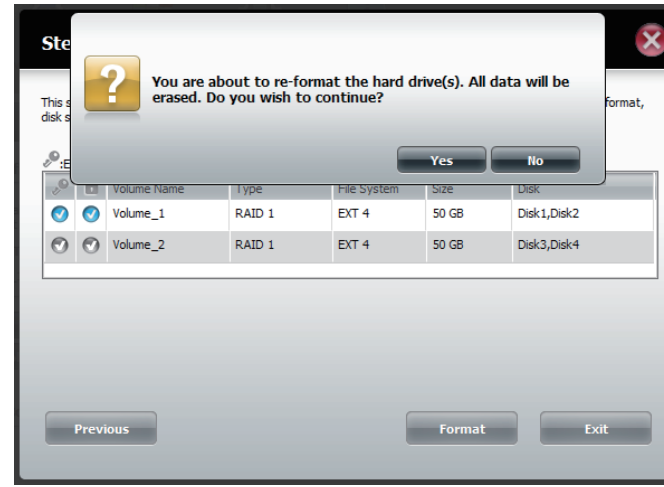 Ste
You are about to re-format the hard drive(s). All data will be
erased. Do you wish to continue?
This s
format,
disk s
Yes No
:E
Volume Name Type File System Size Disk
Volume_1 RAID 1 EXT 4 50 GB Disk1,Disk2
Volume_2 RAID 1 EXT 4 50 GB Disk3,Disk4
Previous Format Exit